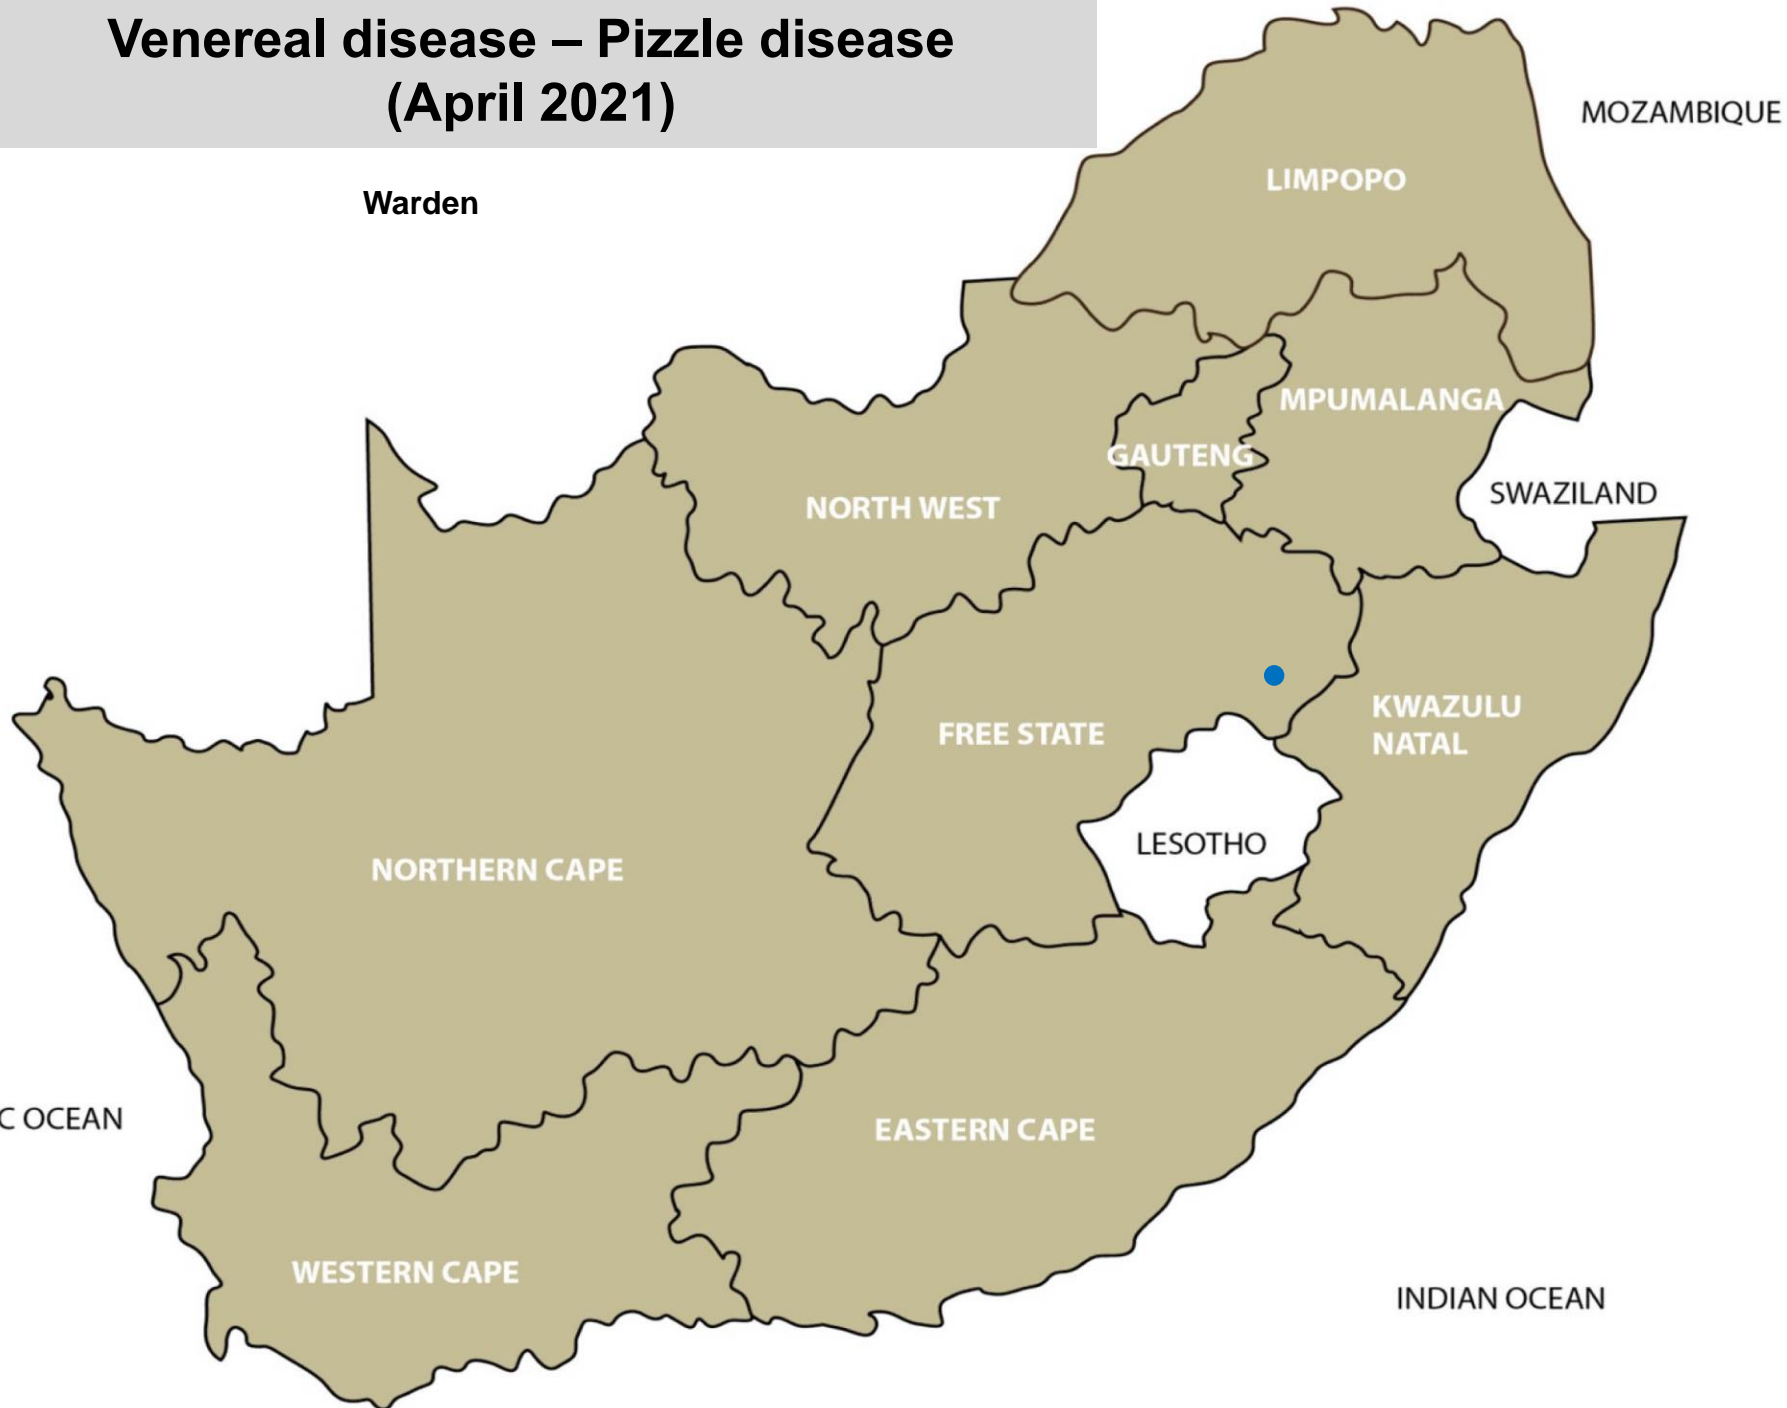 Venereal disease – Pizzle disease
(April 2021)
Warden
MOZAMBIQUE
LIMPOPO
MPUMALANGA
GAUTENG
SWAZILAND
NORTH WEST
KWAZULU
NATAL
FREE STATE
LESOTHO
NORTHERN CAPE
C OCEAN
EASTERN CAPE
WESTERN CAPE
INDIAN OCEAN